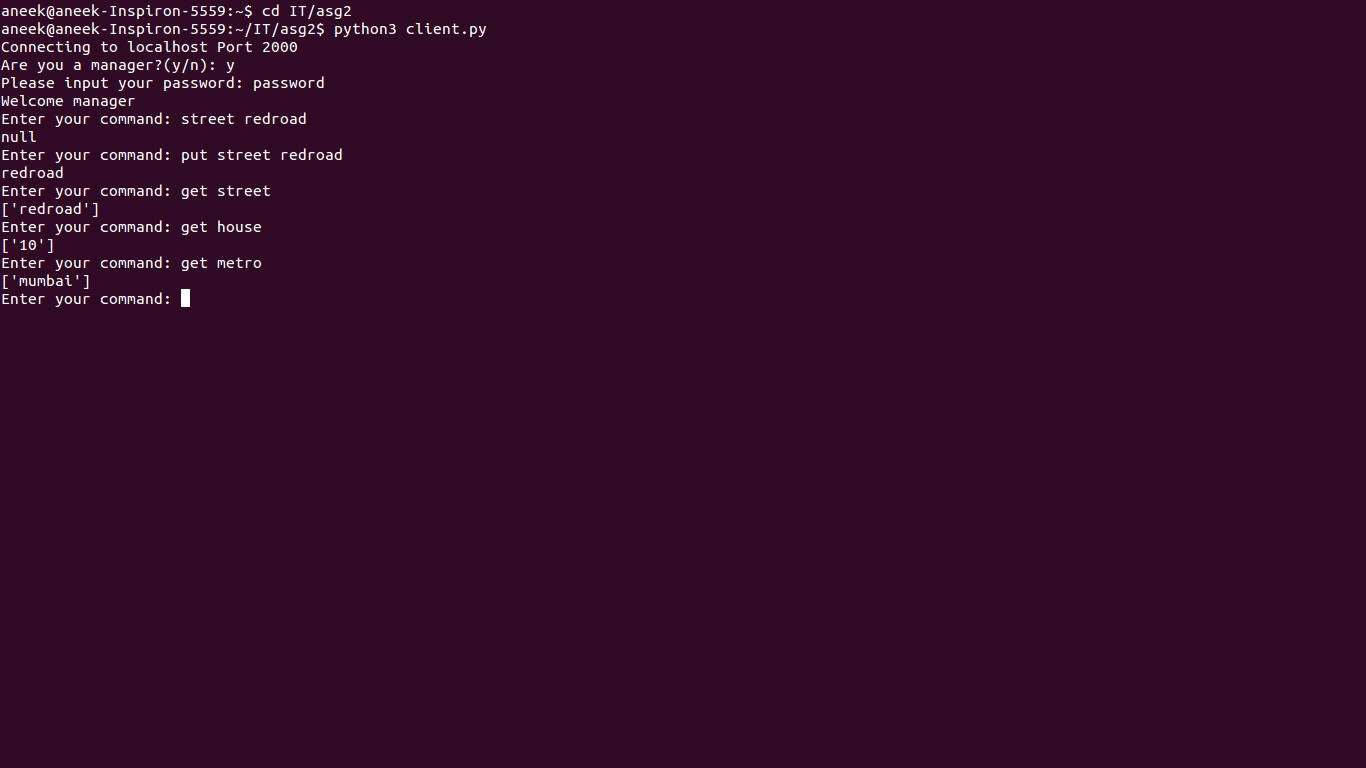 aneek@aneek-Inspiron-5559:~$ cd IT/asg2
aneek@aneek-Inspiron-5559:~/IT/asg2$ python3 client.py
Connecting to localhost Port 2000
Are you a manager?(y/n): y
Please input your password: password
Welcome manager
Enter your command: street redroad
null
Enter your command: put street redroad
redroad
Enter your command: get street
['redroad']
Enter your command: get house
['10']
Enter your command: get metro
['mumbai']
Enter your command: